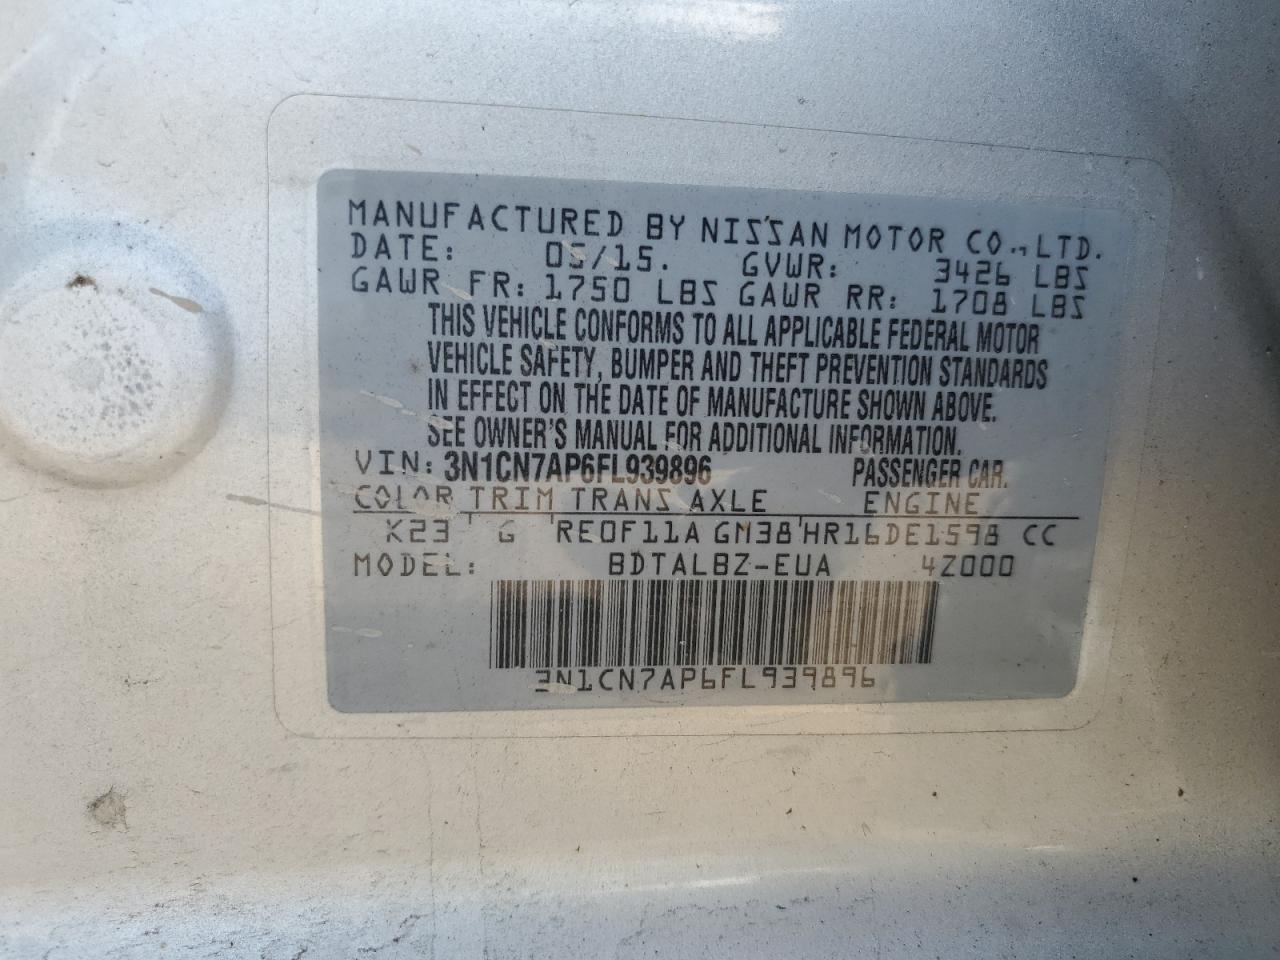 MANUFACTURED BY NISSAN MOTOR CO., LTD.
DATE: 05/15. GVWR: 3426 LBS
GAWR FR: 1750 LBS GAWR RR: 1708 LBS
THIS VEHICLE CONFORMS TO ALL APPLICABLE FEDERAL MOTOR
VEHICLE SAFETY, BUMPER AND THEFT PREVENTION STANDARDS
IN EFFECT ON THE DATE OF MANUFACTURE SHOWN ABOVE.
SEE OWNER'S MANUAL FOR ADDITIONAL INFORMATION.
VIN: 3N1CN7AP6FL939896 PASSENGER CAR.
COLOR TRIM TRANS AXLE ENGINE
K23 G RE0F11A GM38 HR16DE1598 CC
MODEL: BDTALBZ-EUA 4Z000
3N1CN7AP6FL939896